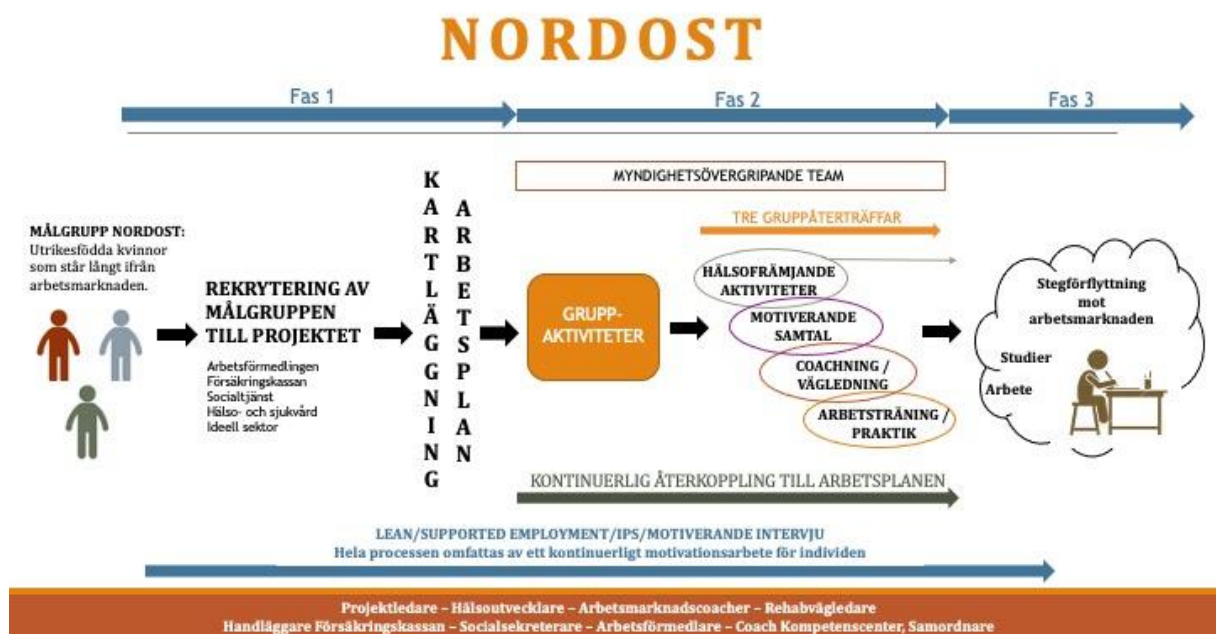 NORDOST
Fas 1
Fas 2
Fas 3
MÅLGRUPP NORDOST:
Utrikesfödda kvinnor
som står långt ifrån
arbetsmarknaden.
REKRYTERING AV
MÅLGRUPPEN
TILL PROJEKTET
Arbetsförmedlingen
Försäkringskassan
Socialtjänst
Hälso- och sjukvård
Ideell sektor
KARTLÄGGNING
ARBETSPLAN
MYNDIGHETSÖVERGRIPANDE TEAM
GRUPP-
AKTIVITETER
TRE GRUPPÅTERTRÄFFAR
HÄLSOFRÄMJANDE
AKTIVITETER
MOTIVERANDE
SAMTAL
COACHNING /
VÄGLEDNING
ARBETSTRÄNING /
PRAKTIK
KONTINUERLIG ÅTERKOPPLING TILL ARBETSPLANEN
Stegförflyttning
mot
arbetsmarknaden
Studier
Arbete
LEAN/SUPPORTED EMPLOYMENT/IPS/MOTIVERANDE INTERVJU
Hela processen omfattas av ett kontinuerligt motivationsarbete för individen
Projektledare – Hälsoutvecklare – Arbetsmarknadscoacher – Rehabvägledare
Handläggare Försäkringskassan – Socialsekreterare – Arbetsförmedlare – Coach Kompetenscenter, Samordnare